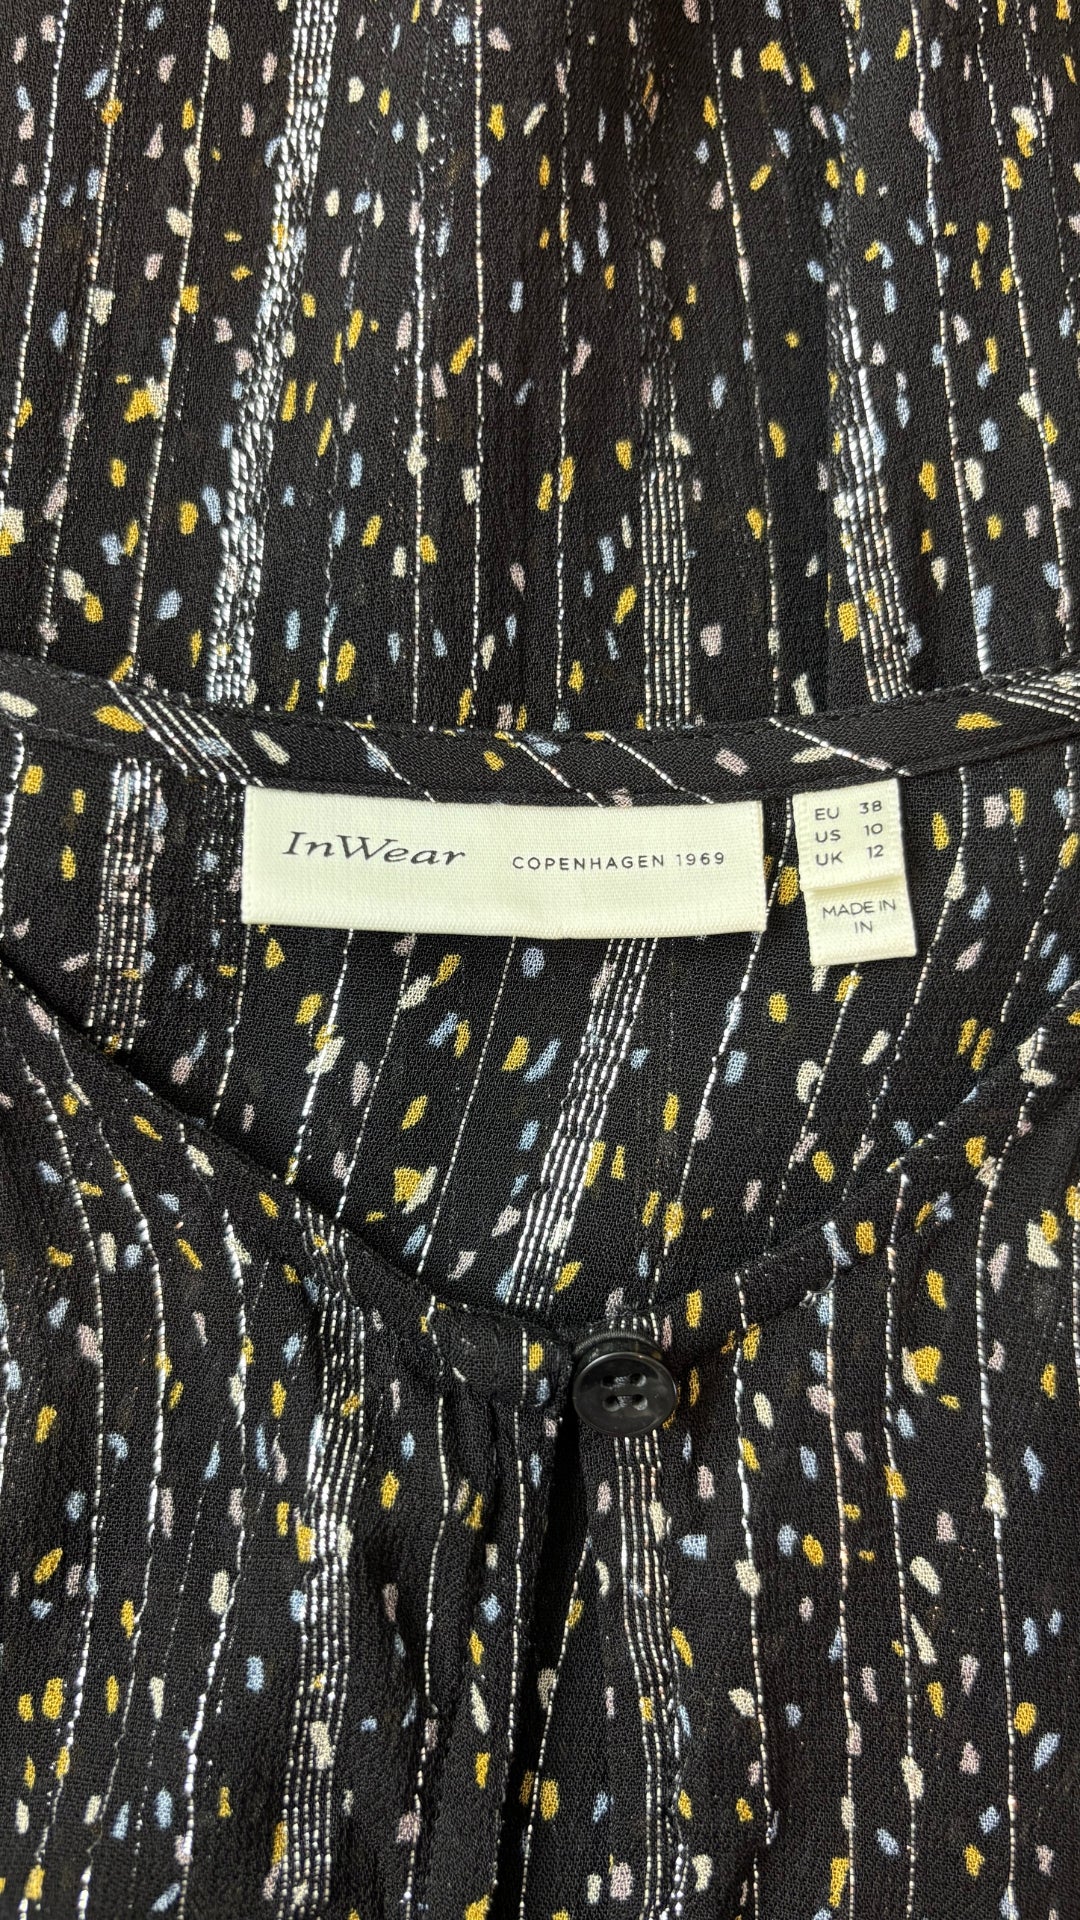 InWear COPENHAGEN 1969
EU 38
US 10
UK 12
MADE IN
IN